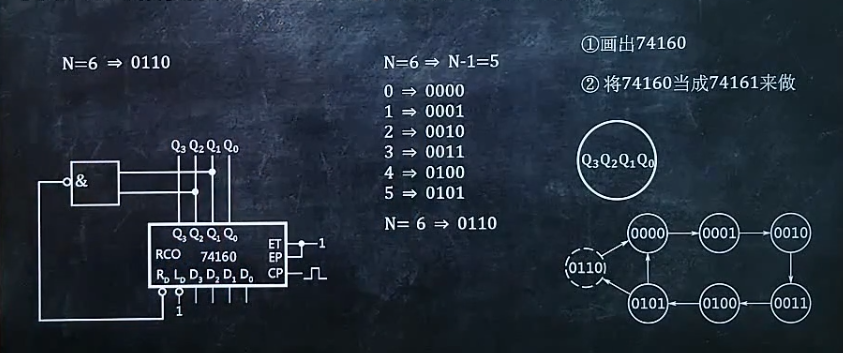 N=6 ⇒ 0110
N=6 ⇒ N-1=5
0 ⇒ 0000
1 ⇒ 0001
2 ⇒ 0010
3 ⇒ 0011
4 ⇒ 0100
5 ⇒ 0101
N= 6 ⇒ 0110
①画出74160
② 将74160当成74161来做
Q₃Q₂Q₁Q₀
Q₃ Q₂ Q₁ Q₀
&
Q₃ Q₂ Q₁ Q₀
ET
1
RCO 74160 EP
CP
R_D L_D D₃ D₂ D₁ D₀
1
0000 0001 0010
0110
0101 0100 0011